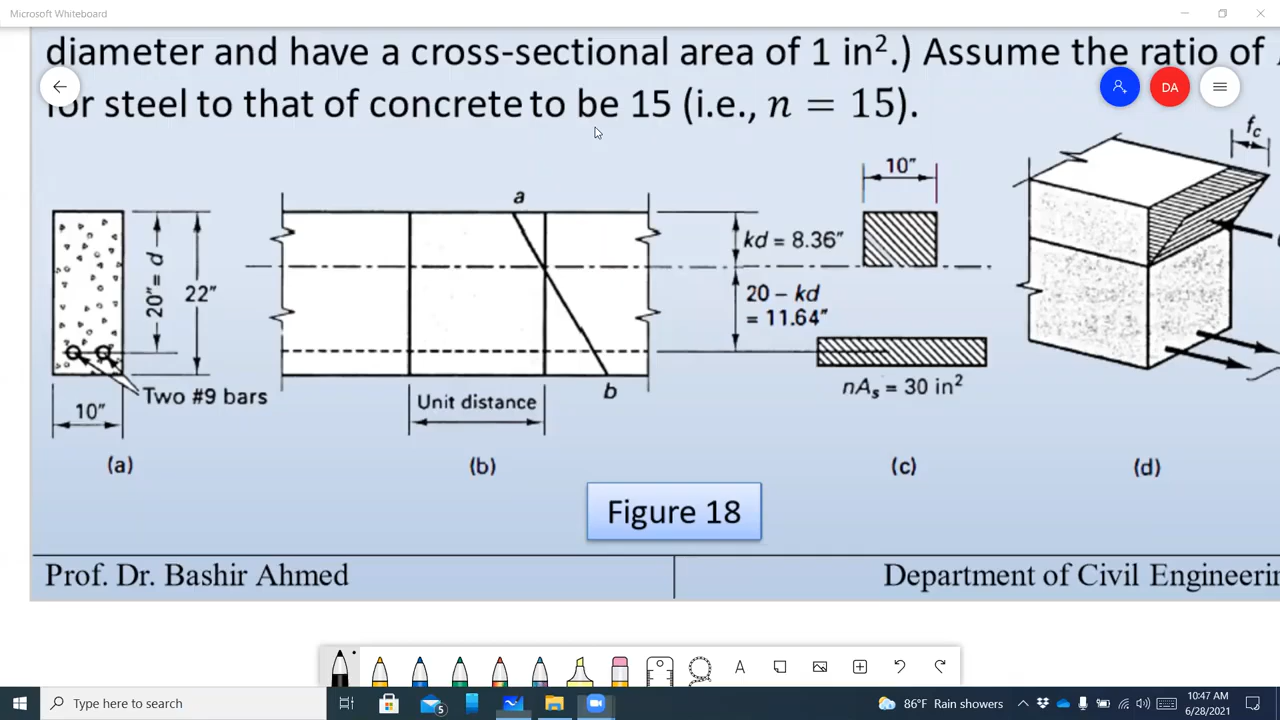 Microsoft Whiteboard
diameter and have a cross-sectional area of 1 in².) Assume the ratio of
for steel to that of concrete to be 15 (i.e., n = 15).
DA
a
10"
f_c
20" = d
22"
kd = 8.36"
20 – kd
= 11.64"
Two #9 bars
10"
Unit distance
b
nA_s = 30 in²
(a)
(b)
(c)
(d)
Figure 18
Prof. Dr. Bashir Ahmed
Department of Civil Engineerin
A
Type here to search
5
86°F Rain showers
10:47 AM
6/28/2021